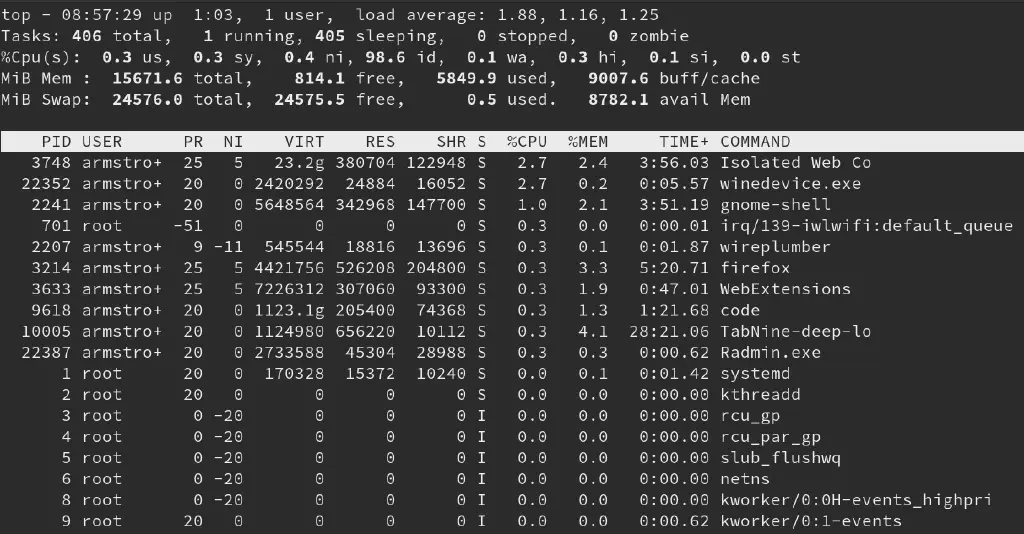 top - 08:57:29 up  1:03,  1 user,  load average: 1.88, 1.16, 1.25
Tasks: 406 total,   1 running, 405 sleeping,   0 stopped,   0 zombie
%Cpu(s):  0.3 us,  0.3 sy,  0.4 ni, 98.6 id,  0.1 wa,  0.3 hi,  0.1 si,  0.0 st
MiB Mem :  15671.6 total,    814.1 free,   5849.9 used,   9007.6 buff/cache
MiB Swap:  24576.0 total,  24575.5 free,      0.5 used.   8782.1 avail Mem
PID USER      PR  NI    VIRT    RES    SHR S  %CPU  %MEM     TIME+ COMMAND
3748 armstro+  25   5   23.2g 380704 122948 S   2.7   2.4   3:56.03 Isolated Web Co
22352 armstro+  20   0 2420292  24884  16052 S   2.7   0.2   0:05.57 winedevice.exe
2241 armstro+  20   0 5648564 342968 147700 S   1.0   2.1   3:51.19 gnome-shell
701 root     -51   0       0      0      0 S   0.3   0.0   0:00.01 irq/139-iwlwifi:default_queue
2207 armstro+   9 -11  545544  18816  13696 S   0.3   0.1   0:01.87 wireplumber
3214 armstro+  25   5 4421756 526208 204800 S   0.3   3.3   5:20.71 firefox
3633 armstro+  25   5 7226312 307060  93300 S   0.3   1.9   0:47.01 WebExtensions
9618 armstro+  20   0 1123.1g 205400  74368 S   0.3   1.3   1:21.68 code
10005 armstro+  20   0 1124980 656220  10112 S   0.3   4.1  28:21.06 TabNine-deep-lo
22387 armstro+  20   0 2733588  45304  28988 S   0.3   0.3   0:00.62 Radmin.exe
1 root      20   0  170328  15372  10240 S   0.0   0.1   0:01.42 systemd
2 root      20   0       0      0      0 S   0.0   0.0   0:00.00 kthreadd
3 root       0 -20       0      0      0 I   0.0   0.0   0:00.00 rcu_gp
4 root       0 -20       0      0      0 I   0.0   0.0   0:00.00 rcu_par_gp
5 root       0 -20       0      0      0 I   0.0   0.0   0:00.00 slub_flushwq
6 root       0 -20       0      0      0 I   0.0   0.0   0:00.00 netns
8 root       0 -20       0      0      0 I   0.0   0.0   0:00.00 kworker/0:0H-events_highpri
9 root      20   0       0      0      0 I   0.0   0.0   0:00.62 kworker/0:1-events